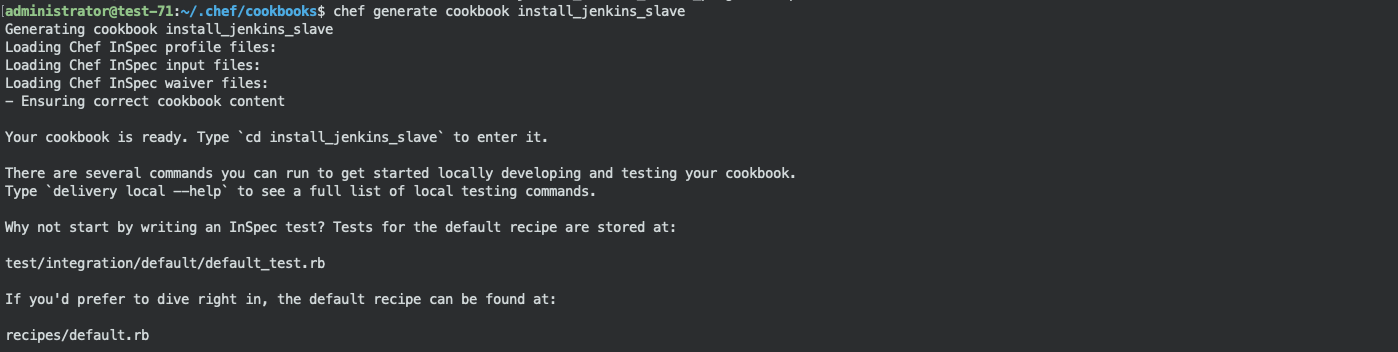 [administrator@test-71:~/.chef/cookbooks$ chef generate cookbook install_jenkins_slave
Generating cookbook install_jenkins_slave
Loading Chef InSpec profile files:
Loading Chef InSpec input files:
Loading Chef InSpec waiver files:
- Ensuring correct cookbook content
Your cookbook is ready. Type `cd install_jenkins_slave` to enter it.
There are several commands you can run to get started locally developing and testing your cookbook.
Type `delivery local --help` to see a full list of local testing commands.
Why not start by writing an InSpec test? Tests for the default recipe are stored at:
test/integration/default/default_test.rb
If you'd prefer to dive right in, the default recipe can be found at:
recipes/default.rb